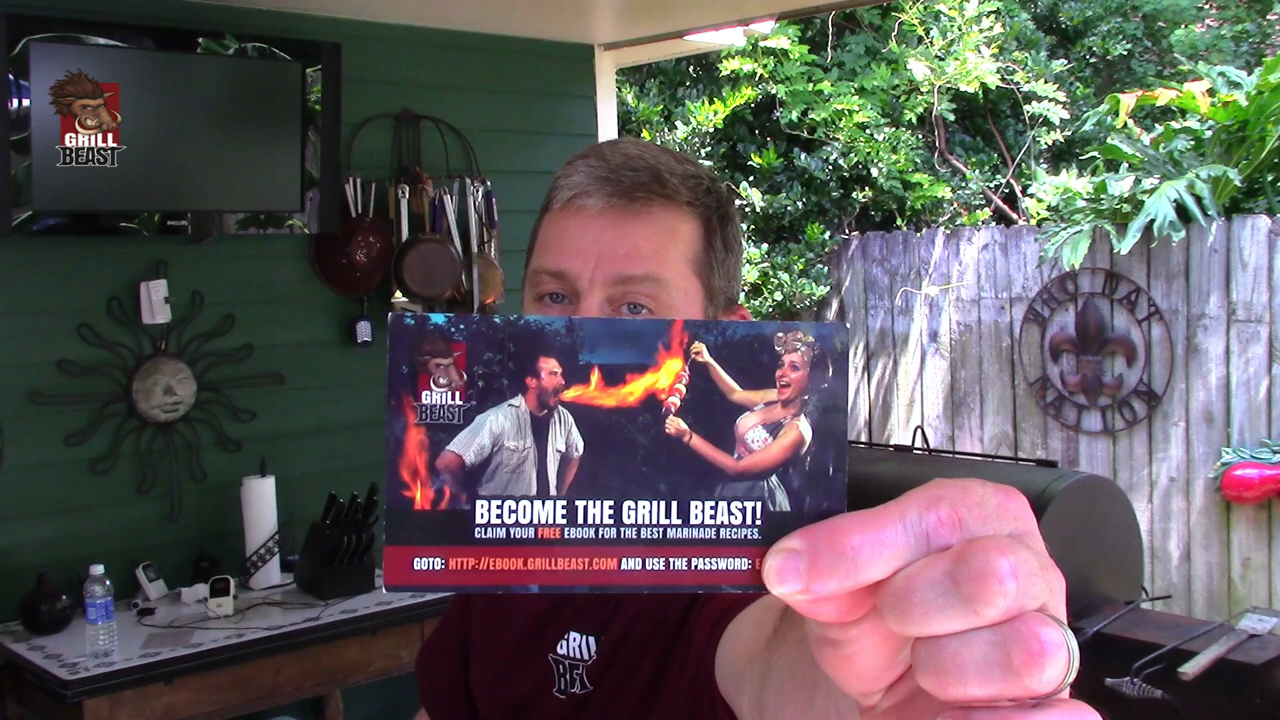 GRILL
BEAST
PHILIPS
WHO DAT
NATION
GRILL
BEAST
BECOME THE GRILL BEAST!
CLAIM YOUR FREE EBOOK FOR THE BEST MARINADE RECIPES.
GOTO: HTTP://EBOOK.GRILLBEAST.COM AND USE THE PASSWORD: E
GRILL